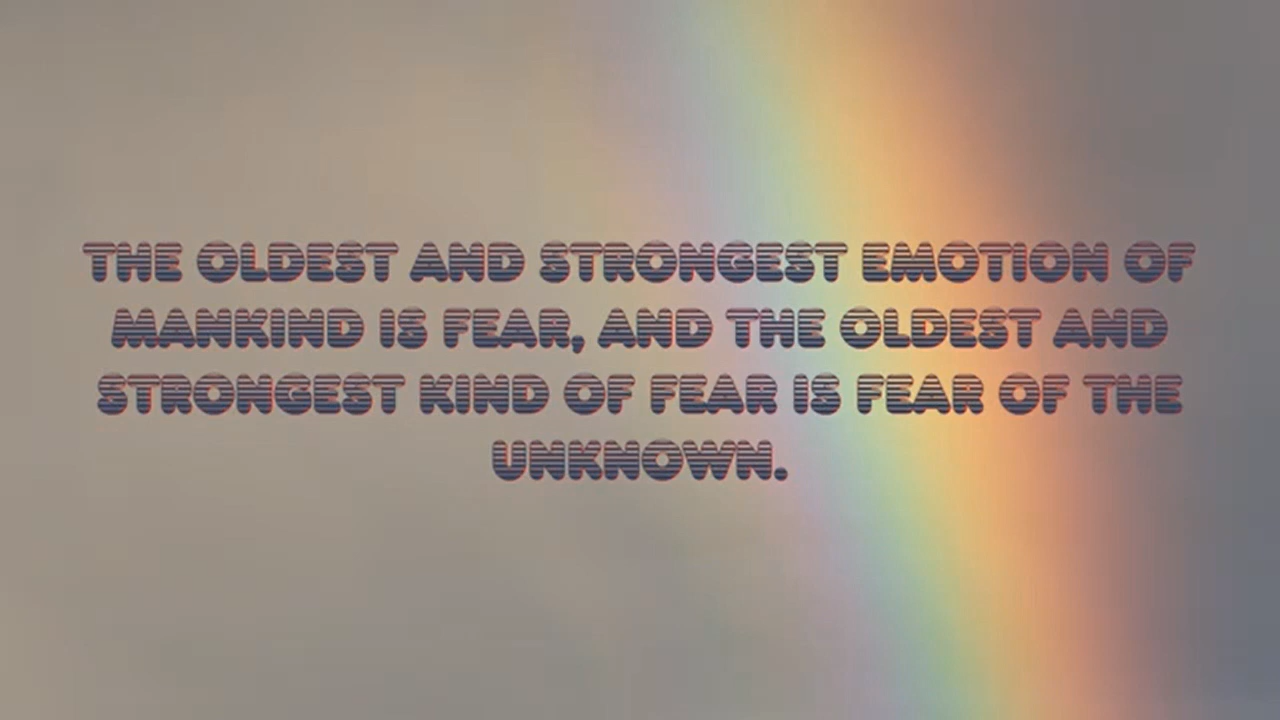 THE OLDEST AND STRONGEST EMOTION OF
MANKIND IS FEAR, AND THE OLDEST AND
STRONGEST KIND OF FEAR IS FEAR OF THE
UNKNOWN.